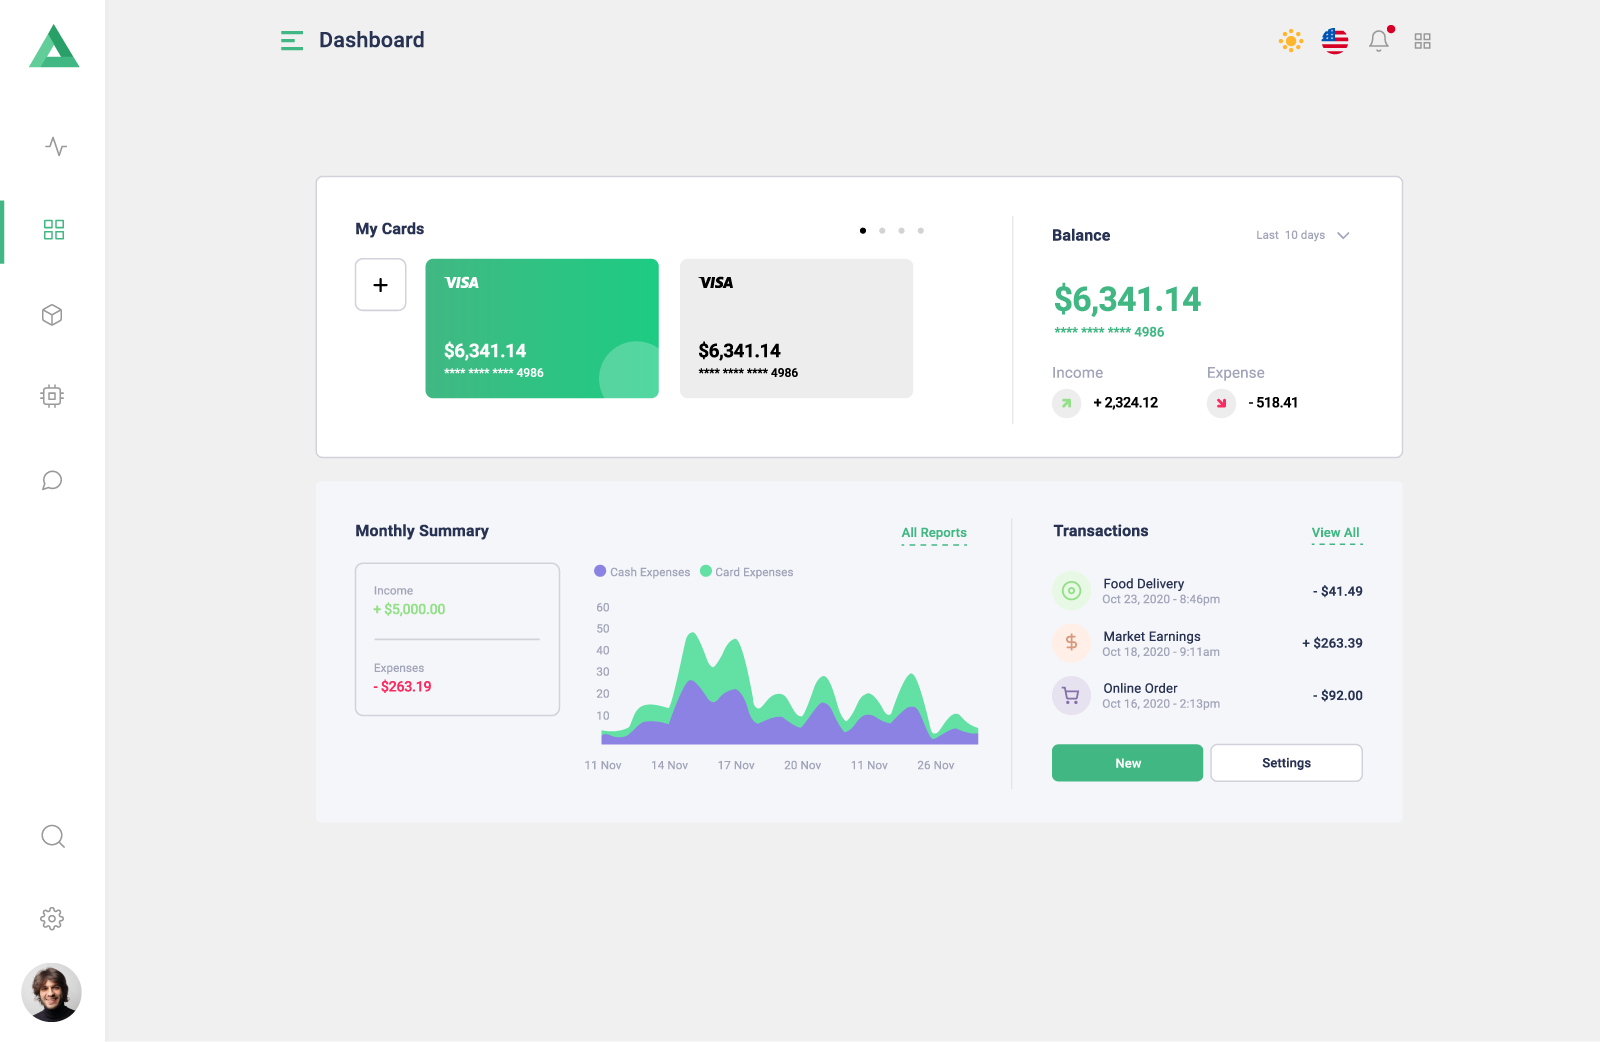 Dashboard
My Cards
+
VISA
$6,341.14
**** **** **** 4986
VISA
$6,341.14
**** **** **** 4986
Balance
Last 10 days
$6,341.14
**** **** **** 4986
Income
+ 2,324.12
Expense
- 518.41
Monthly Summary
All Reports
Income
+ $5,000.00
Expenses
- $263.19
Cash Expenses
Card Expenses
60
50
40
30
20
10
11 Nov 14 Nov 17 Nov 20 Nov 11 Nov 26 Nov
Transactions
View All
Food Delivery
Oct 23, 2020 - 8:46pm
- $41.49
$
Market Earnings
Oct 18, 2020 - 9:11am
+ $263.39
Online Order
Oct 16, 2020 - 2:13pm
- $92.00
New
Settings